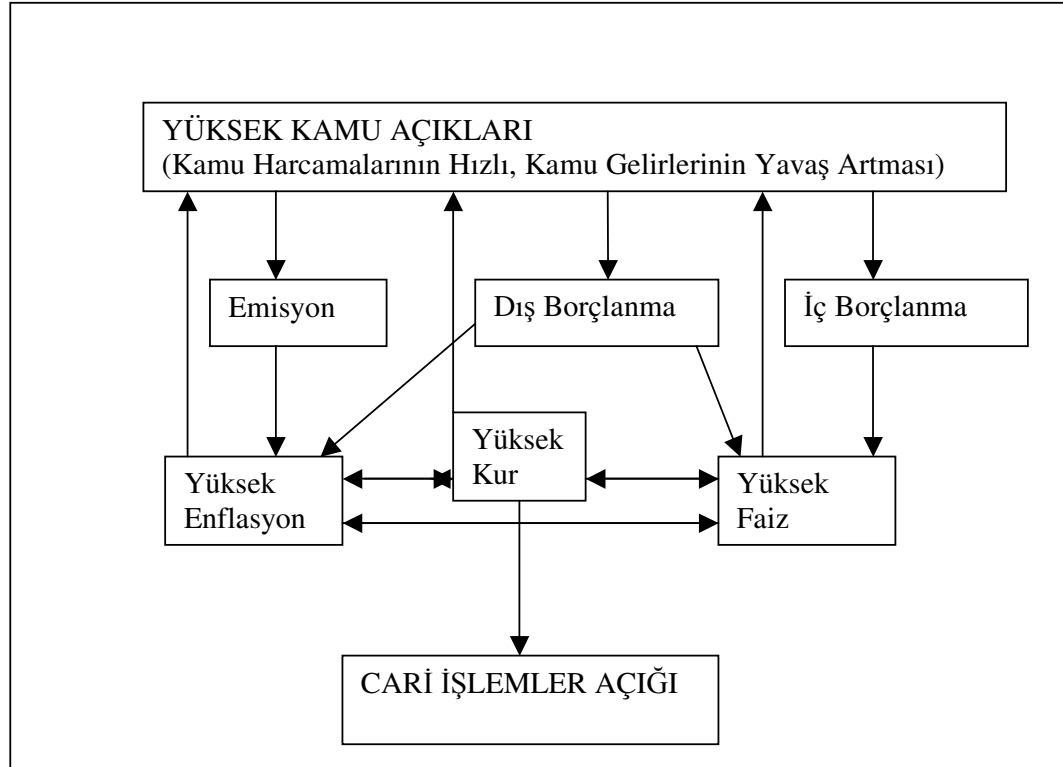 YÜKSEK KAMU AÇIKLARI
(Kamu Harcamalarının Hızlı, Kamu Gelirlerinin Yavaş Artması)
Emisyon
Dış Borçlanma
İç Borçlanma
Yüksek
Kur
Yüksek
Enflasyon
Yüksek
Faiz
CARİ İŞLEMLER AÇIĞI